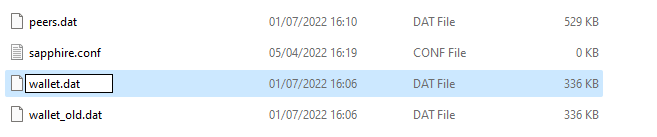 peers.dat 01/07/2022 16:10 DAT File 529 KB
sapphire.conf 05/04/2022 16:19 CONF File 0 KB
wallet.dat 01/07/2022 16:06 DAT File 336 KB
wallet_old.dat 01/07/2022 16:06 DAT File 336 KB